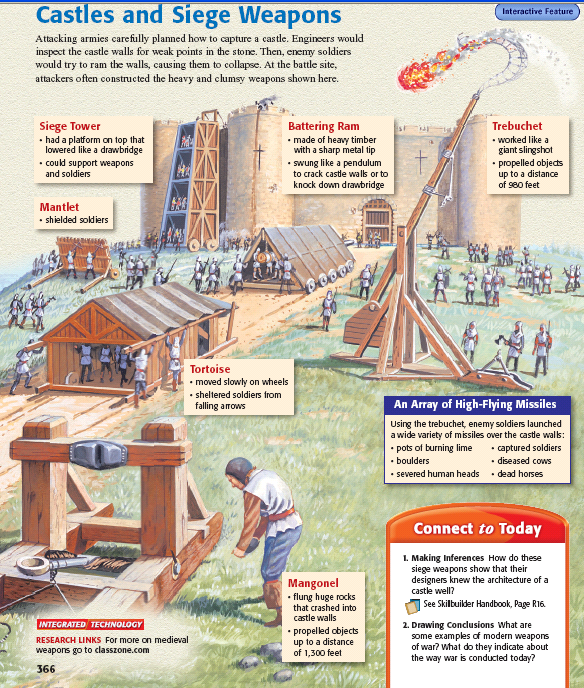 Castles and Siege Weapons
Interactive Feature
Attacking armies carefully planned how to capture a castle. Engineers would
inspect the castle walls for weak points in the stone. Then, enemy soldiers
would try to ram the walls, causing them to collapse. At the battle site,
attackers often constructed the heavy and clumsy weapons shown here.
Siege Tower
• had a platform on top that
lowered like a drawbridge
• could support weapons
and soldiers
Battering Ram
• made of heavy timber
with a sharp metal tip
• swung like a pendulum
to crack castle walls or to
knock down drawbridge
Trebuchet
• worked like a
giant slingshot
• propelled objects
up to a distance
of 980 feet
Mantlet
• shielded soldiers
Tortoise
• moved slowly on wheels
• sheltered soldiers from
falling arrows
An Array of High-Flying Missiles
Using the trebuchet, enemy soldiers launched
a wide variety of missiles over the castle walls:
• pots of burning lime
• boulders
• severed human heads
• captured soldiers
• diseased cows
• dead horses
Mangonel
• flung huge rocks
that crashed into
castle walls
• propelled objects
up to a distance
of 1,300 feet
Connect to Today
1. Making Inferences How do these
siege weapons show that their
designers knew the architecture of a
castle well?
See Skillbuilder Handbook, Page R16.
2. Drawing Conclusions What are
some examples of modern weapons
of war? What do they indicate about
the way war is conducted today?
INTEGRATED TECHNOLOGY
RESEARCH LINKS For more on medieval
weapons go to classzone.com
366